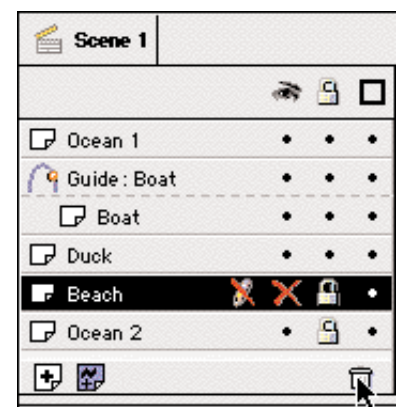 Scene 1
Ocean 1
Guide : Boat
Boat
Duck
Beach
Ocean 2